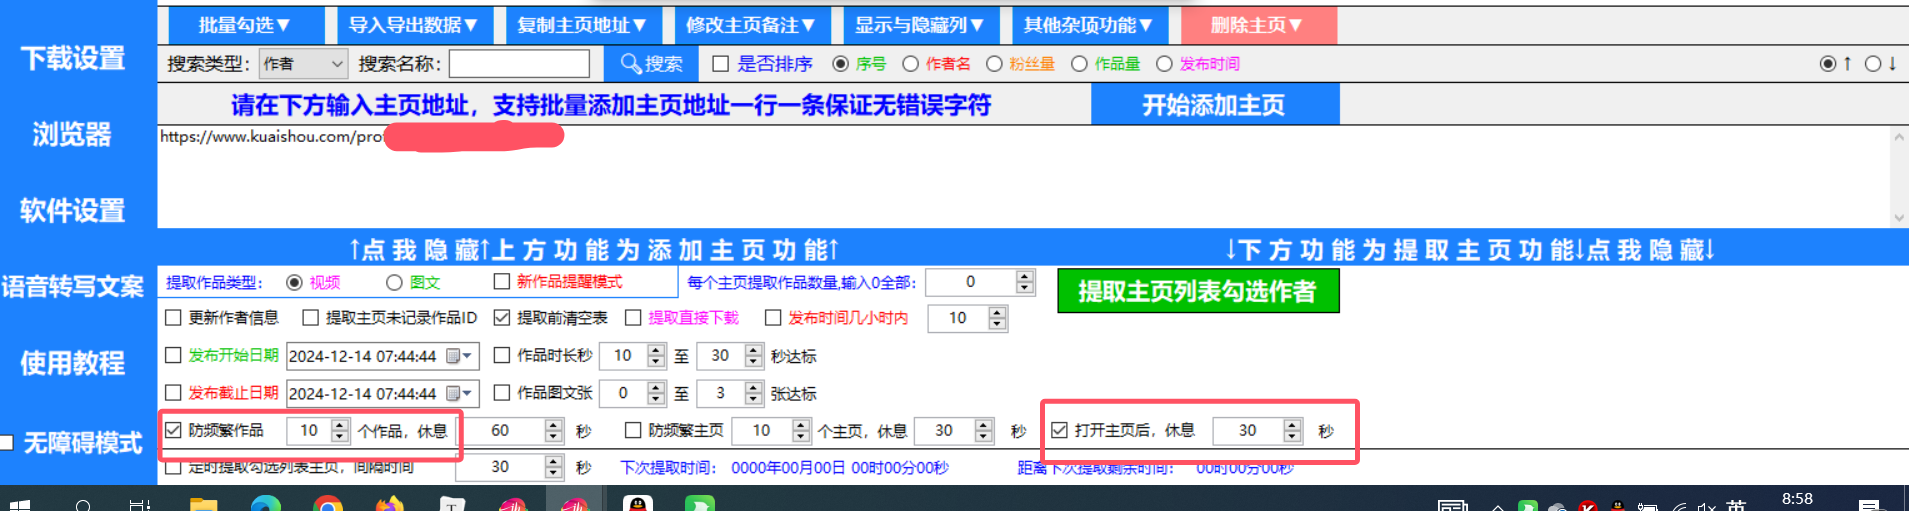 批量勾选▼ 导入导出数据▼ 复制主页地址▼ 修改主页备注▼ 显示与隐藏列▼ 其他杂项功能▼ 删除主页▼
下载设置
搜索类型： 作者 搜索名称： 搜索 是否排序 序号 作者名 粉丝量 作品量 发布时间 ↑ ↓
请在下方输入主页地址，支持批量添加主页地址一行一条保证无错误字符 开始添加主页
浏览器
https://www.kuaishou.com/pro
软件设置
↑点我隐藏↑上方功能为添加主页功能↑ ↓下方功能为提取主页功能↓点我隐藏↓
语音转写文案
提取作品类型： 视频 图文 新作品提醒模式 每个主页提取作品数量,输入0全部： 0 提取主页列表勾选作者
更新作者信息 提取主页未记录作品ID 提取前清空表 提取直接下载 发布时间几小时内 10
使用教程
发布开始日期 2024-12-14 07:44:44 作品时长秒 10 至 30 秒达标
发布截止日期 2024-12-14 07:44:44 作品图文张 0 至 3 张达标
无障碍模式
防频繁作品 10 个作品，休息 60 秒 防频繁主页 10 个主页，休息 30 秒 打开主页后，休息 30 秒
定时提取勾选列表主页，间隔时间 30 秒 下次提取时间： 0000年00月00日 00时00分00秒 距离下次提取剩余时间： 00时00分00秒
英 8:58